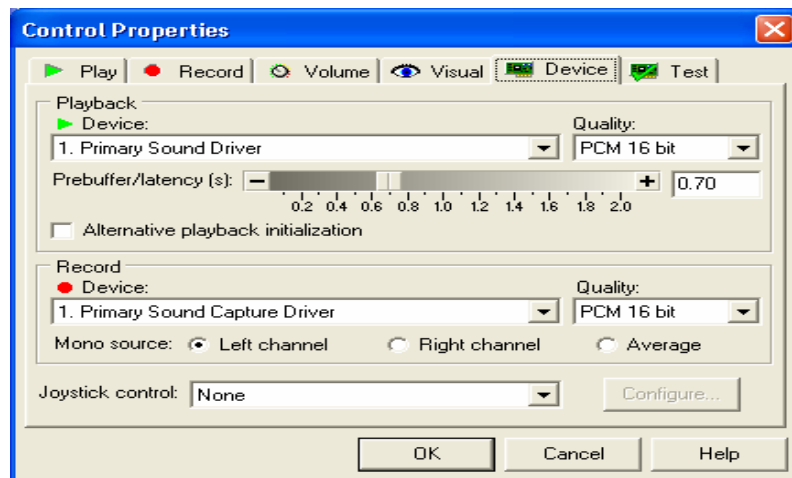 Control Properties
Play Record Volume Visual Device Test
Playback
Device: Quality:
1. Primary Sound Driver PCM 16 bit
Prebuffer/latency (s): 0.70
0.2 0.4 0.6 0.8 1.0 1.2 1.4 1.6 1.8 2.0
Alternative playback initialization
Record
Device: Quality:
1. Primary Sound Capture Driver PCM 16 bit
Mono source: Left channel Right channel Average
Joystick control: None Configure...
OK Cancel Help